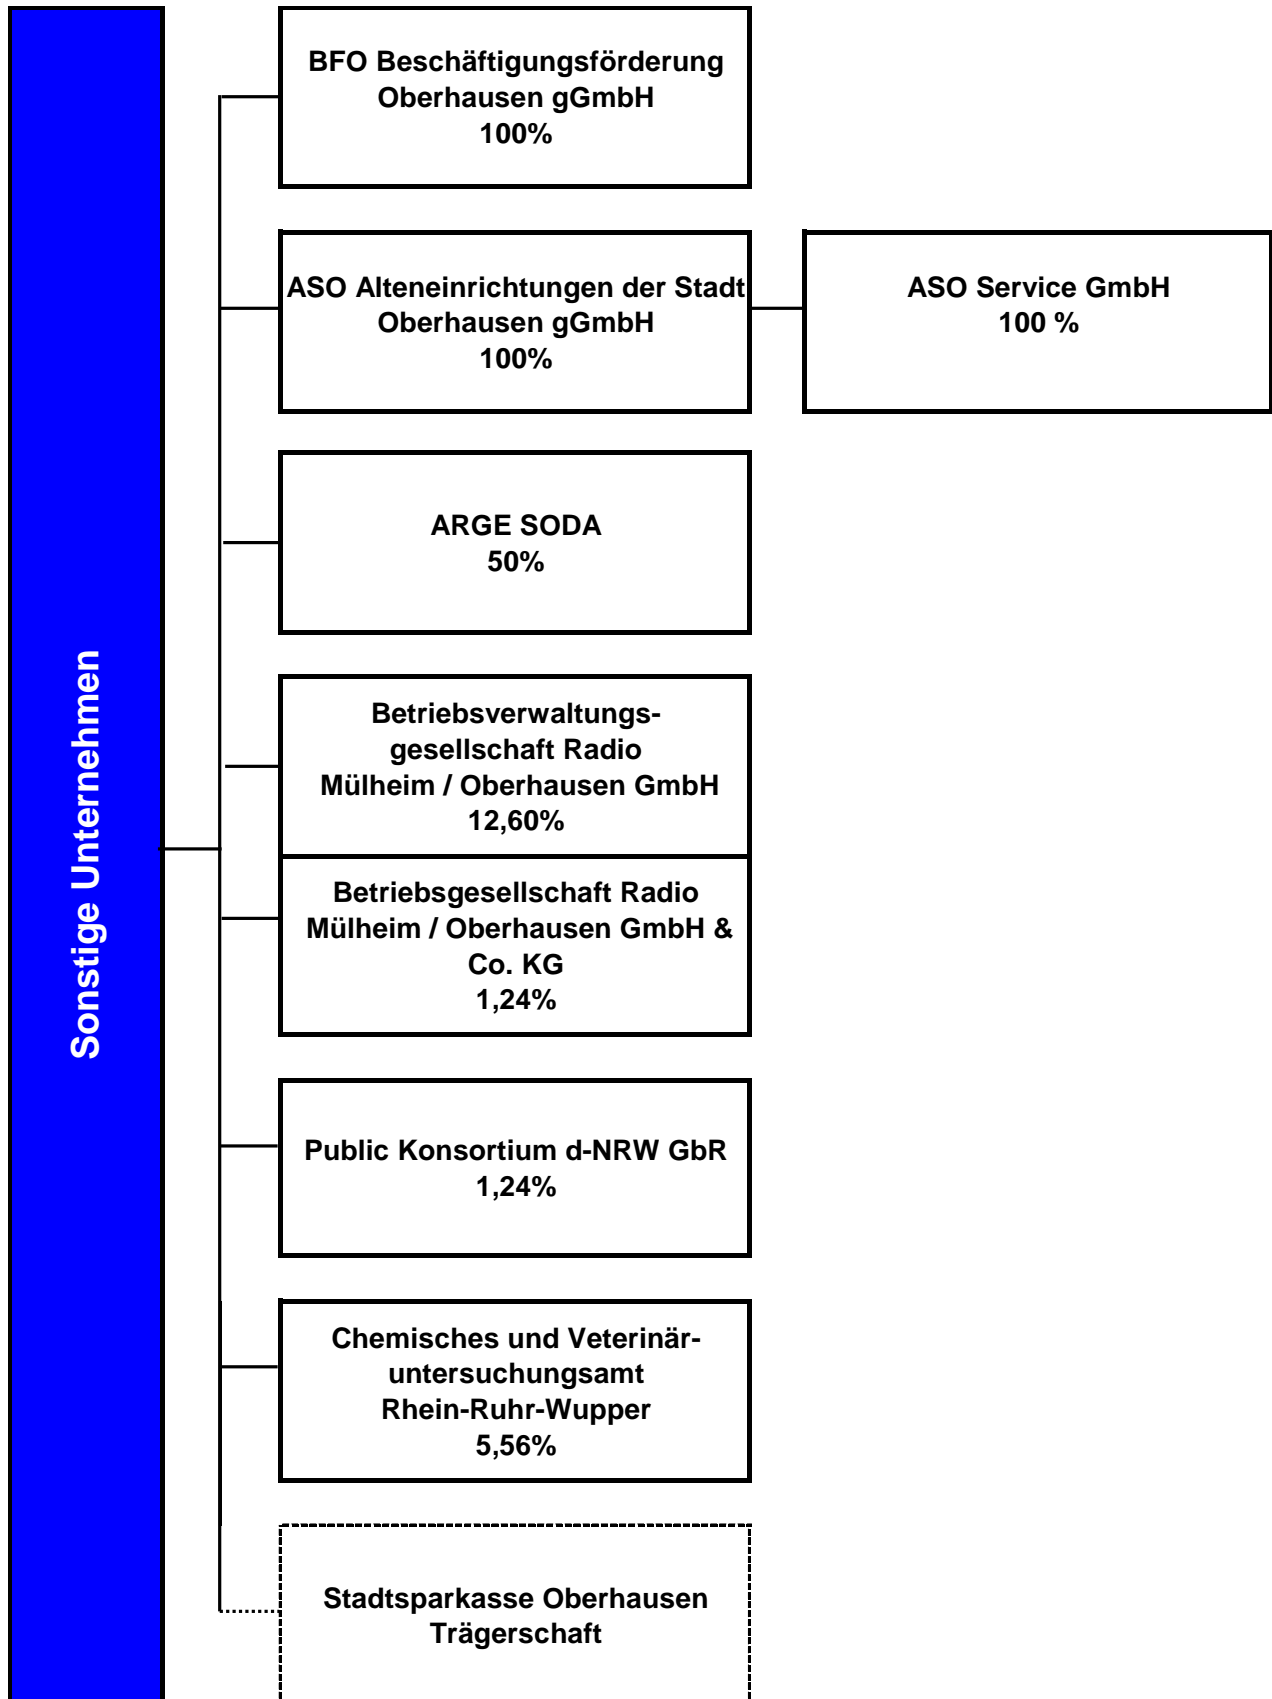 Sonstige Unternehmen
BFO Beschäftigungsförderung
Oberhausen gGmbH
100%
ASO Alteneinrichtungen der Stadt
Oberhausen gGmbH
100%
ASO Service GmbH
100 %
ARGE SODA
50%
Betriebsverwaltungs-
gesellschaft Radio
Mülheim / Oberhausen GmbH
12,60%
Betriebsgesellschaft Radio
Mülheim / Oberhausen GmbH &
Co. KG
1,24%
Public Konsortium d-NRW GbR
1,24%
Chemisches und Veterinär-
untersuchungsamt
Rhein-Ruhr-Wupper
5,56%
Stadtsparkasse Oberhausen
Trägerschaft